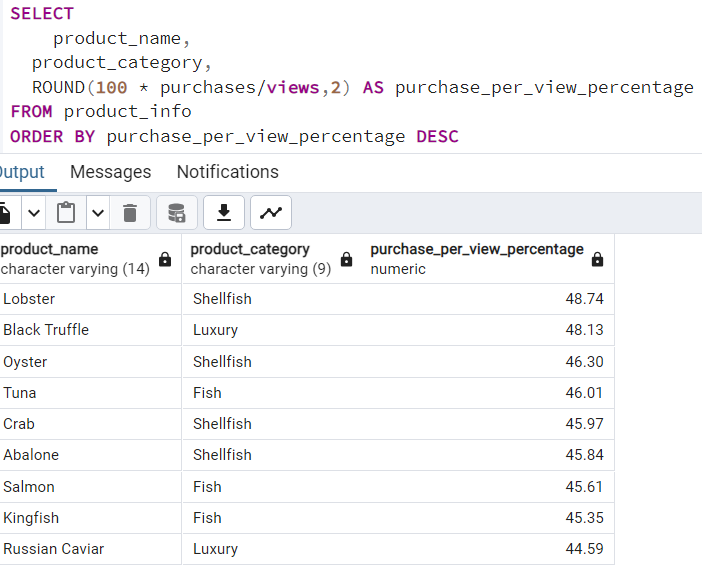 SELECT
product_name,
product_category,
ROUND(100 * purchases/views,2) AS purchase_per_view_percentage
FROM product_info
ORDER BY purchase_per_view_percentage DESC
Output Messages Notifications
product_name product_category purchase_per_view_percentage
character varying (14) character varying (9) numeric
Lobster Shellfish 48.74
Black Truffle Luxury 48.13
Oyster Shellfish 46.30
Tuna Fish 46.01
Crab Shellfish 45.97
Abalone Shellfish 45.84
Salmon Fish 45.61
Kingfish Fish 45.35
Russian Caviar Luxury 44.59